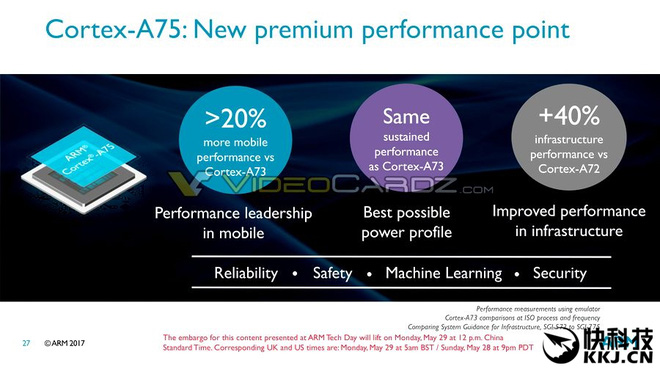 Cortex-A75: New premium performance point
ARM®
Cortex®-A75
>20%
more mobile
performance vs
Cortex-A73
Performance leadership
in mobile
Same
sustained
performance
as Cortex-A73
Best possible
power profile
+40%
infrastructure
performance vs
Cortex-A72
Improved performance
in infrastructure
VIDEOCARDZ.COM
Reliability • Safety • Machine Learning • Security
Performance measurements using emulator
Cortex-A73 comparisons at ISO process and frequency
Comparing System Guidance for Infrastructure, SGI-572 to SGI-775
27 © ARM 2017
The embargo for this content presented at ARM Tech Day will lift on Monday, May 29 at 12 p.m. China
Standard Time. Corresponding UK and US times are: Monday, May 29 at 5am BST / Sunday, May 28 at 9pm PDT
快科技
KKJ.CN